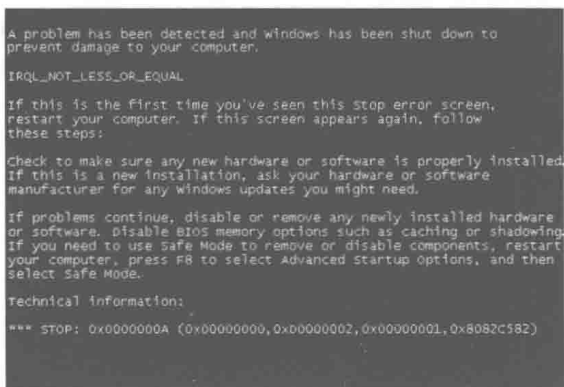 A problem has been detected and windows has been shut down to
prevent damage to your computer.
IRQL_NOT_LESS_OR_EQUAL
If this is the first time you've seen this Stop error screen,
restart your computer. If this screen appears again, follow
these steps:
Check to make sure any new hardware or software is properly installed.
If this is a new installation, ask your hardware or software
manufacturer for any windows updates you might need.
If problems continue, disable or remove any newly installed hardware
or software. Disable BIOS memory options such as caching or shadowing.
If you need to use Safe Mode to remove or disable components, restart
your computer, press F8 to select Advanced Startup Options, and then
select Safe Mode.
Technical information:
*** STOP: 0x0000000A (0x00000000,0x00000002,0x00000001,0x8082C582)